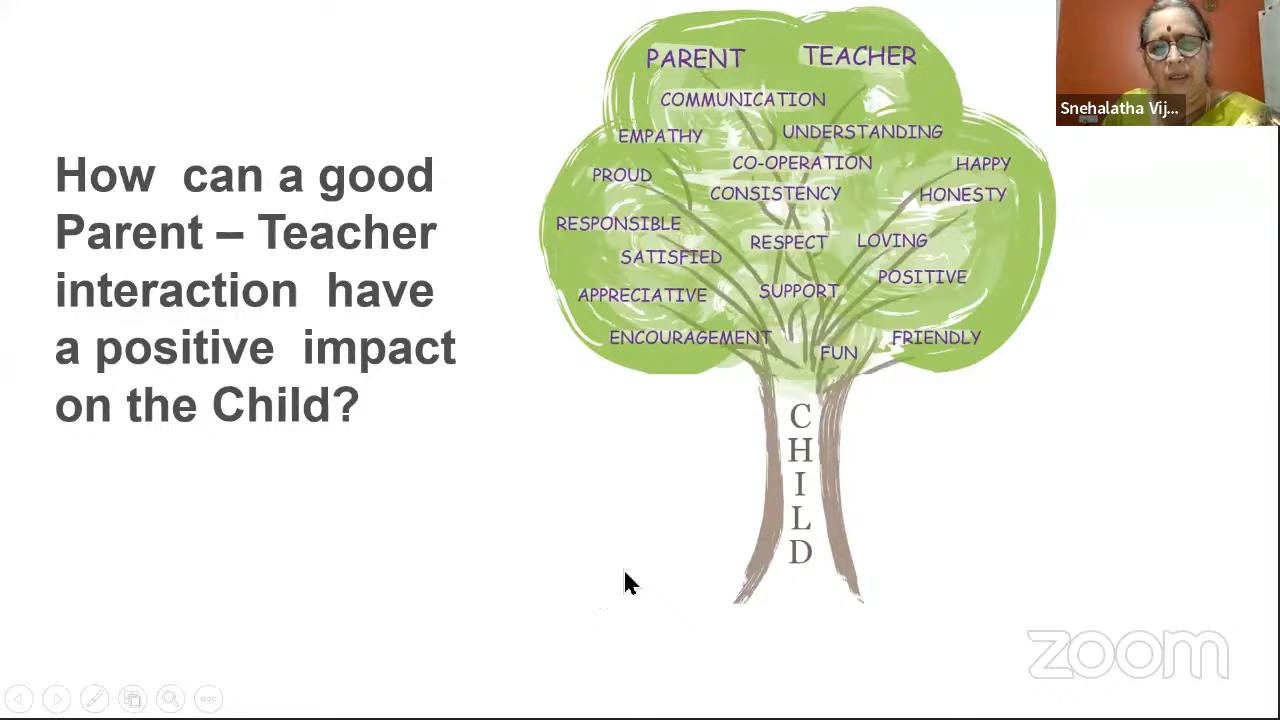 How can a good
Parent – Teacher
interaction have
a positive impact
on the Child?
PARENT TEACHER
COMMUNICATION
EMPATHY UNDERSTANDING
CO-OPERATION HAPPY
PROUD CONSISTENCY HONESTY
RESPONSIBLE
RESPECT LOVING
SATISFIED
POSITIVE
APPRECIATIVE SUPPORT
ENCOURAGEMENT FRIENDLY
FUN
CHILD
Snehalatha Vij...
zoom